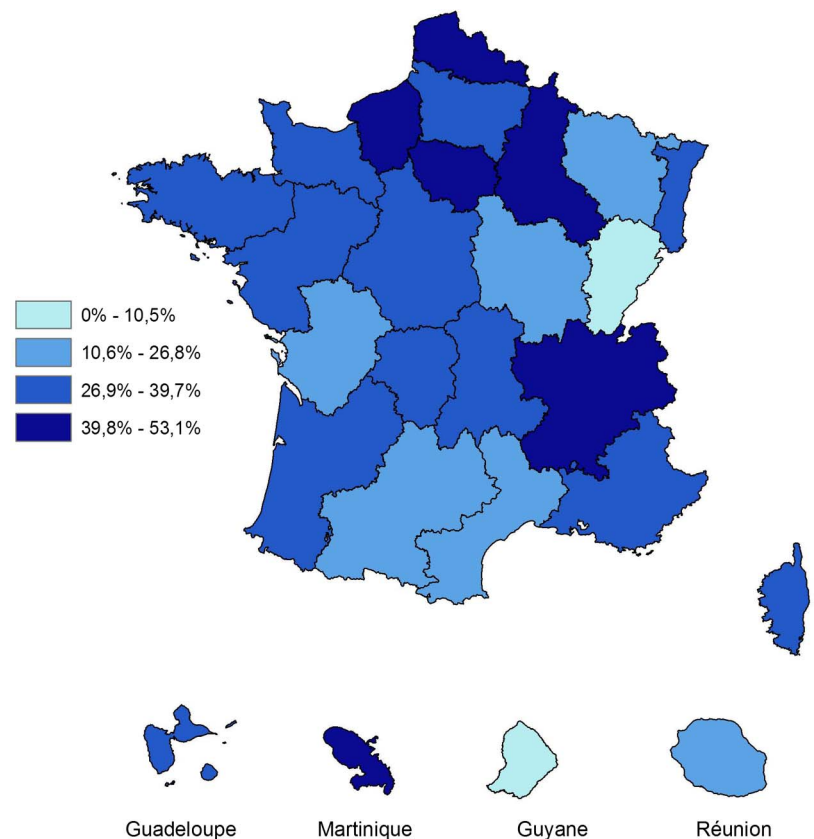 0% - 10,5%
10,6% - 26,8%
26,9% - 39,7%
39,8% - 53,1%
Guadeloupe Martinique Guyane Réunion